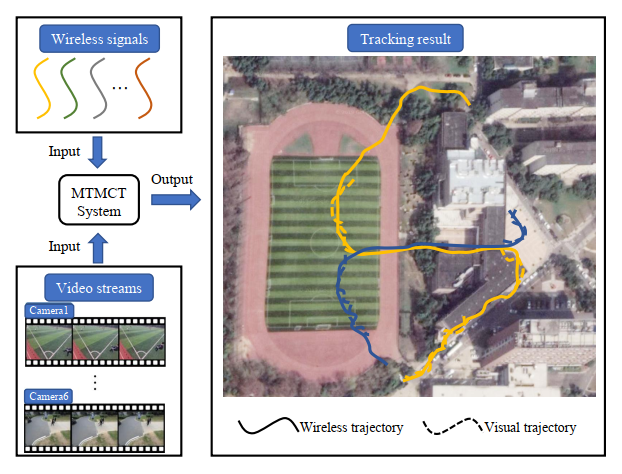 Wireless signals
...
Input
MTMCT
System
Output
Input
Video streams
Camera1
...
Camera6
Tracking result
Wireless trajectory
Visual trajectory